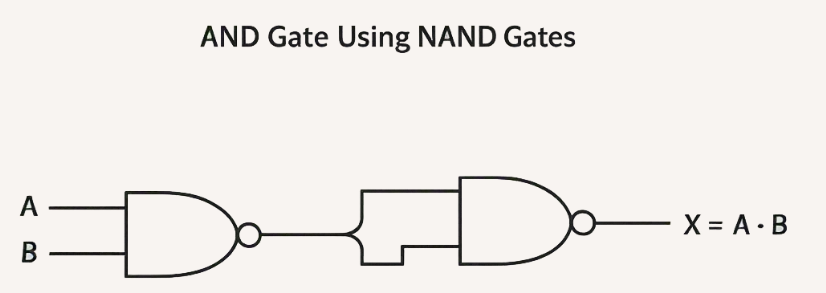 AND Gate Using NAND Gates
A
B
X = A · B